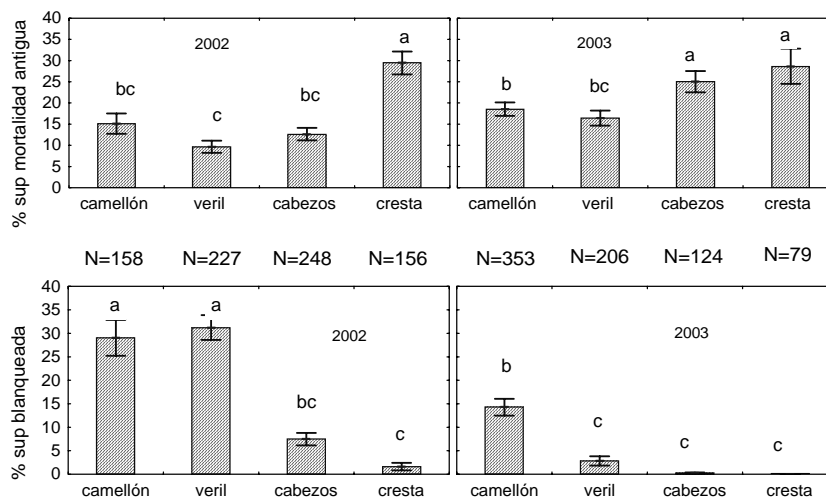 % sup mortalidad antigua
40
35
30
25
20
15
10
5
0
2002
bc
c
bc
a
camellón veril cabezos cresta
2003
b
bc
a
a
camellón veril cabezos cresta
N=158 N=227 N=248 N=156 N=353 N=206 N=124 N=79
% sup blanqueada
40
35
30
25
20
15
10
5
0
2002
a
a
bc
c
camellón veril cabezos cresta
2003
b
c
c
c
camellón veril cabezos cresta